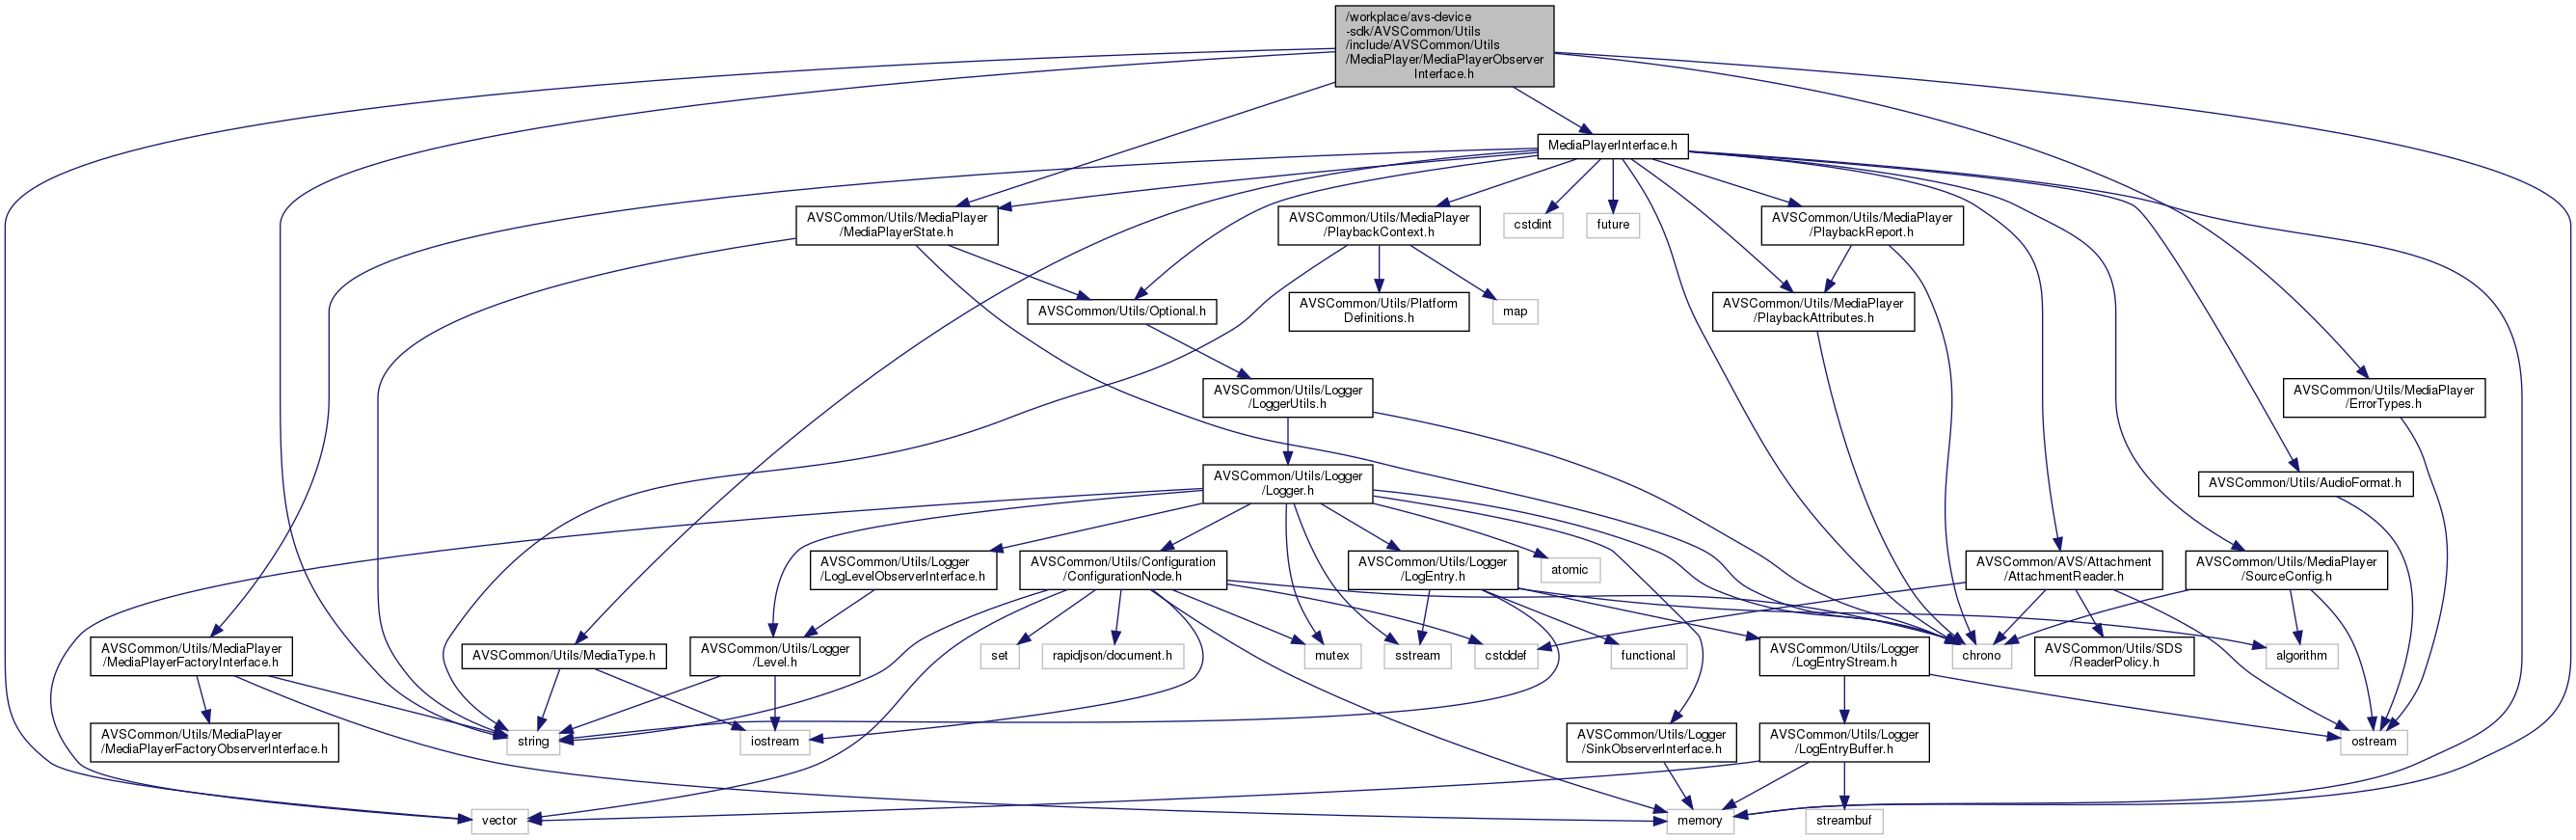 /workplace/avs-device
-sdk/AVSCommon/Utils
/include/AVSCommon/Utils
/MediaPlayer/MediaPlayerObserver
Interface.h
MediaPlayerInterface.h
AVSCommon/Utils/MediaPlayer
/MediaPlayerState.h
AVSCommon/Utils/MediaPlayer
/PlaybackContext.h
cstdint
future
AVSCommon/Utils/MediaPlayer
/PlaybackReport.h
AVSCommon/Utils/Optional.h
AVSCommon/Utils/Platform
Definitions.h
map
AVSCommon/Utils/MediaPlayer
/PlaybackAttributes.h
AVSCommon/Utils/Logger
/LoggerUtils.h
AVSCommon/Utils/MediaPlayer
/ErrorTypes.h
AVSCommon/Utils/Logger
/Logger.h
AVSCommon/Utils/AudioFormat.h
AVSCommon/Utils/Logger
/LogLevelObserverInterface.h
AVSCommon/Utils/Configuration
/ConfigurationNode.h
AVSCommon/Utils/Logger
/LogEntry.h
atomic
AVSCommon/AVS/Attachment
/AttachmentReader.h
AVSCommon/Utils/MediaPlayer
/SourceConfig.h
AVSCommon/Utils/MediaPlayer
/MediaPlayerFactoryInterface.h
AVSCommon/Utils/MediaType.h
AVSCommon/Utils/Logger
/Level.h
set
rapidjson/document.h
mutex
sstream
cstddef
functional
AVSCommon/Utils/Logger
/LogEntryStream.h
chrono
AVSCommon/Utils/SDS
/ReaderPolicy.h
algorithm
AVSCommon/Utils/MediaPlayer
/MediaPlayerFactoryObserverInterface.h
string
iostream
AVSCommon/Utils/Logger
/SinkObserverInterface.h
AVSCommon/Utils/Logger
/LogEntryBuffer.h
ostream
vector
memory
streambuf